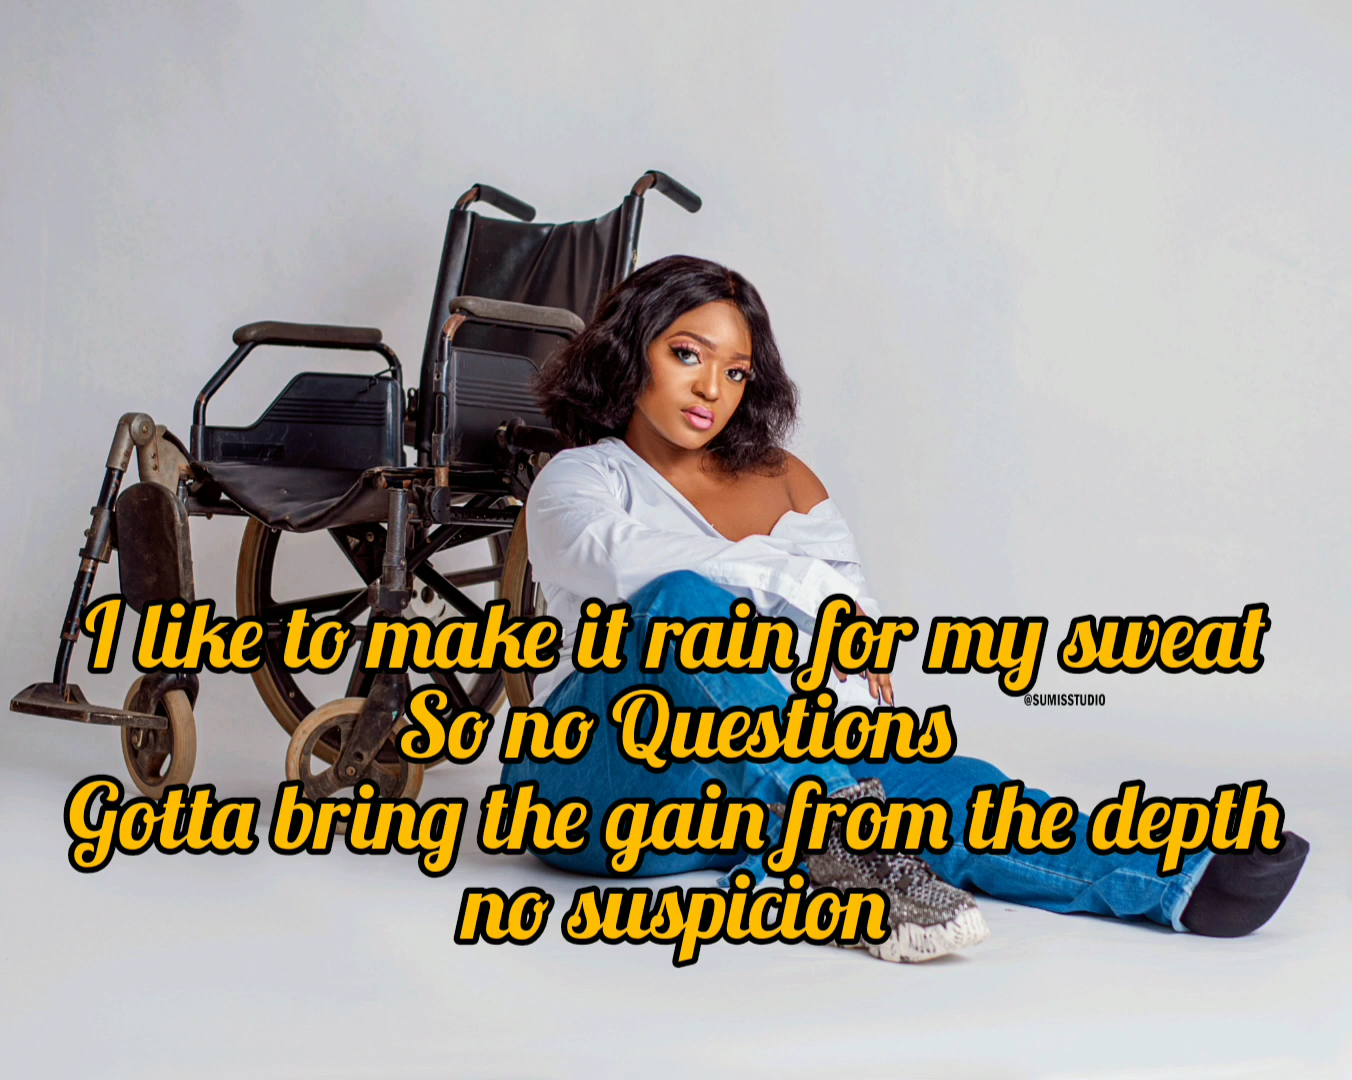 I like to make it rain for my sweat
@SUMISSTUDIO
So no Questions
Gotta bring the gain from the depth
no suspicion